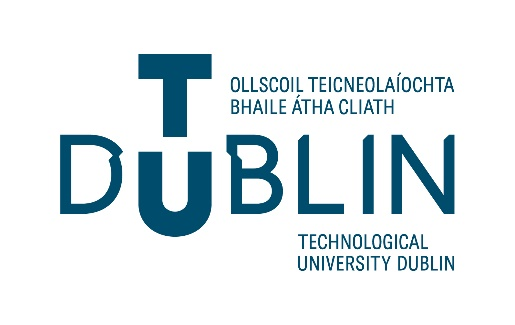 T
OLLSCOIL TEICNEOLAÍOCHTA
BHAILE ÁTHA CLIATH
DUBLIN
TECHNOLOGICAL
UNIVERSITY DUBLIN